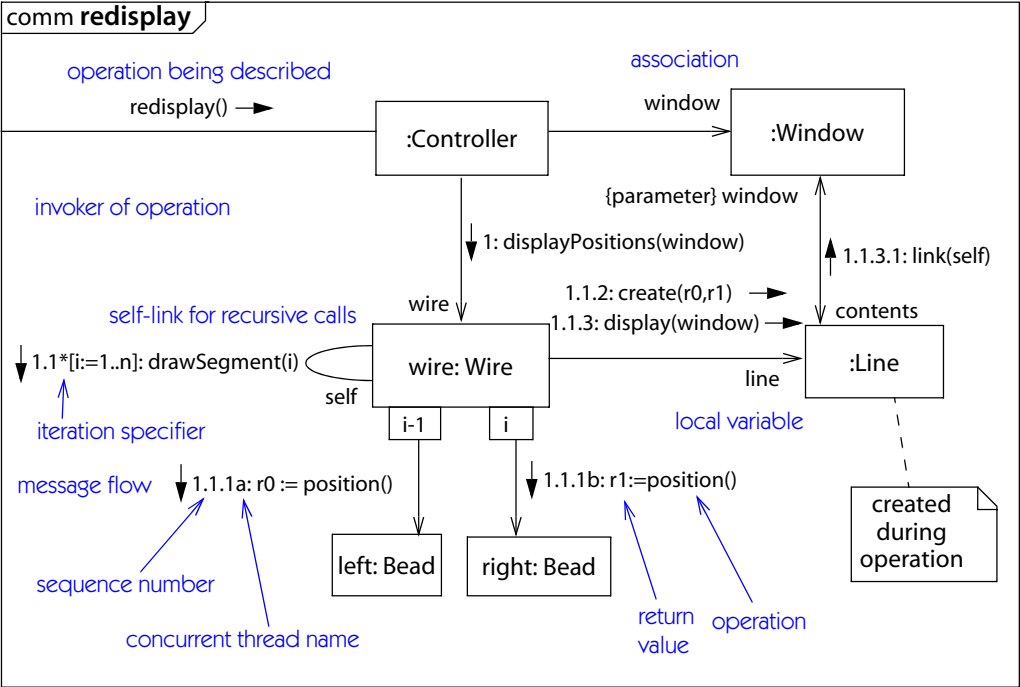 comm redisplay
operation being described
association
redisplay()
window
:Controller
:Window
{parameter} window
invoker of operation
1: displayPositions(window)
1.1.3.1: link(self)
wire
1.1.2: create(r0,r1)
contents
self-link for recursive calls
1.1.3: display(window)
1.1*[i:=1..n]: drawSegment(i)
wire: Wire
:Line
line
self
i-1
i
local variable
iteration specifier
message flow
1.1.1a: r0 := position()
1.1.1b: r1:=position()
created
during
operation
left: Bead
right: Bead
sequence number
return
value
operation
concurrent thread name